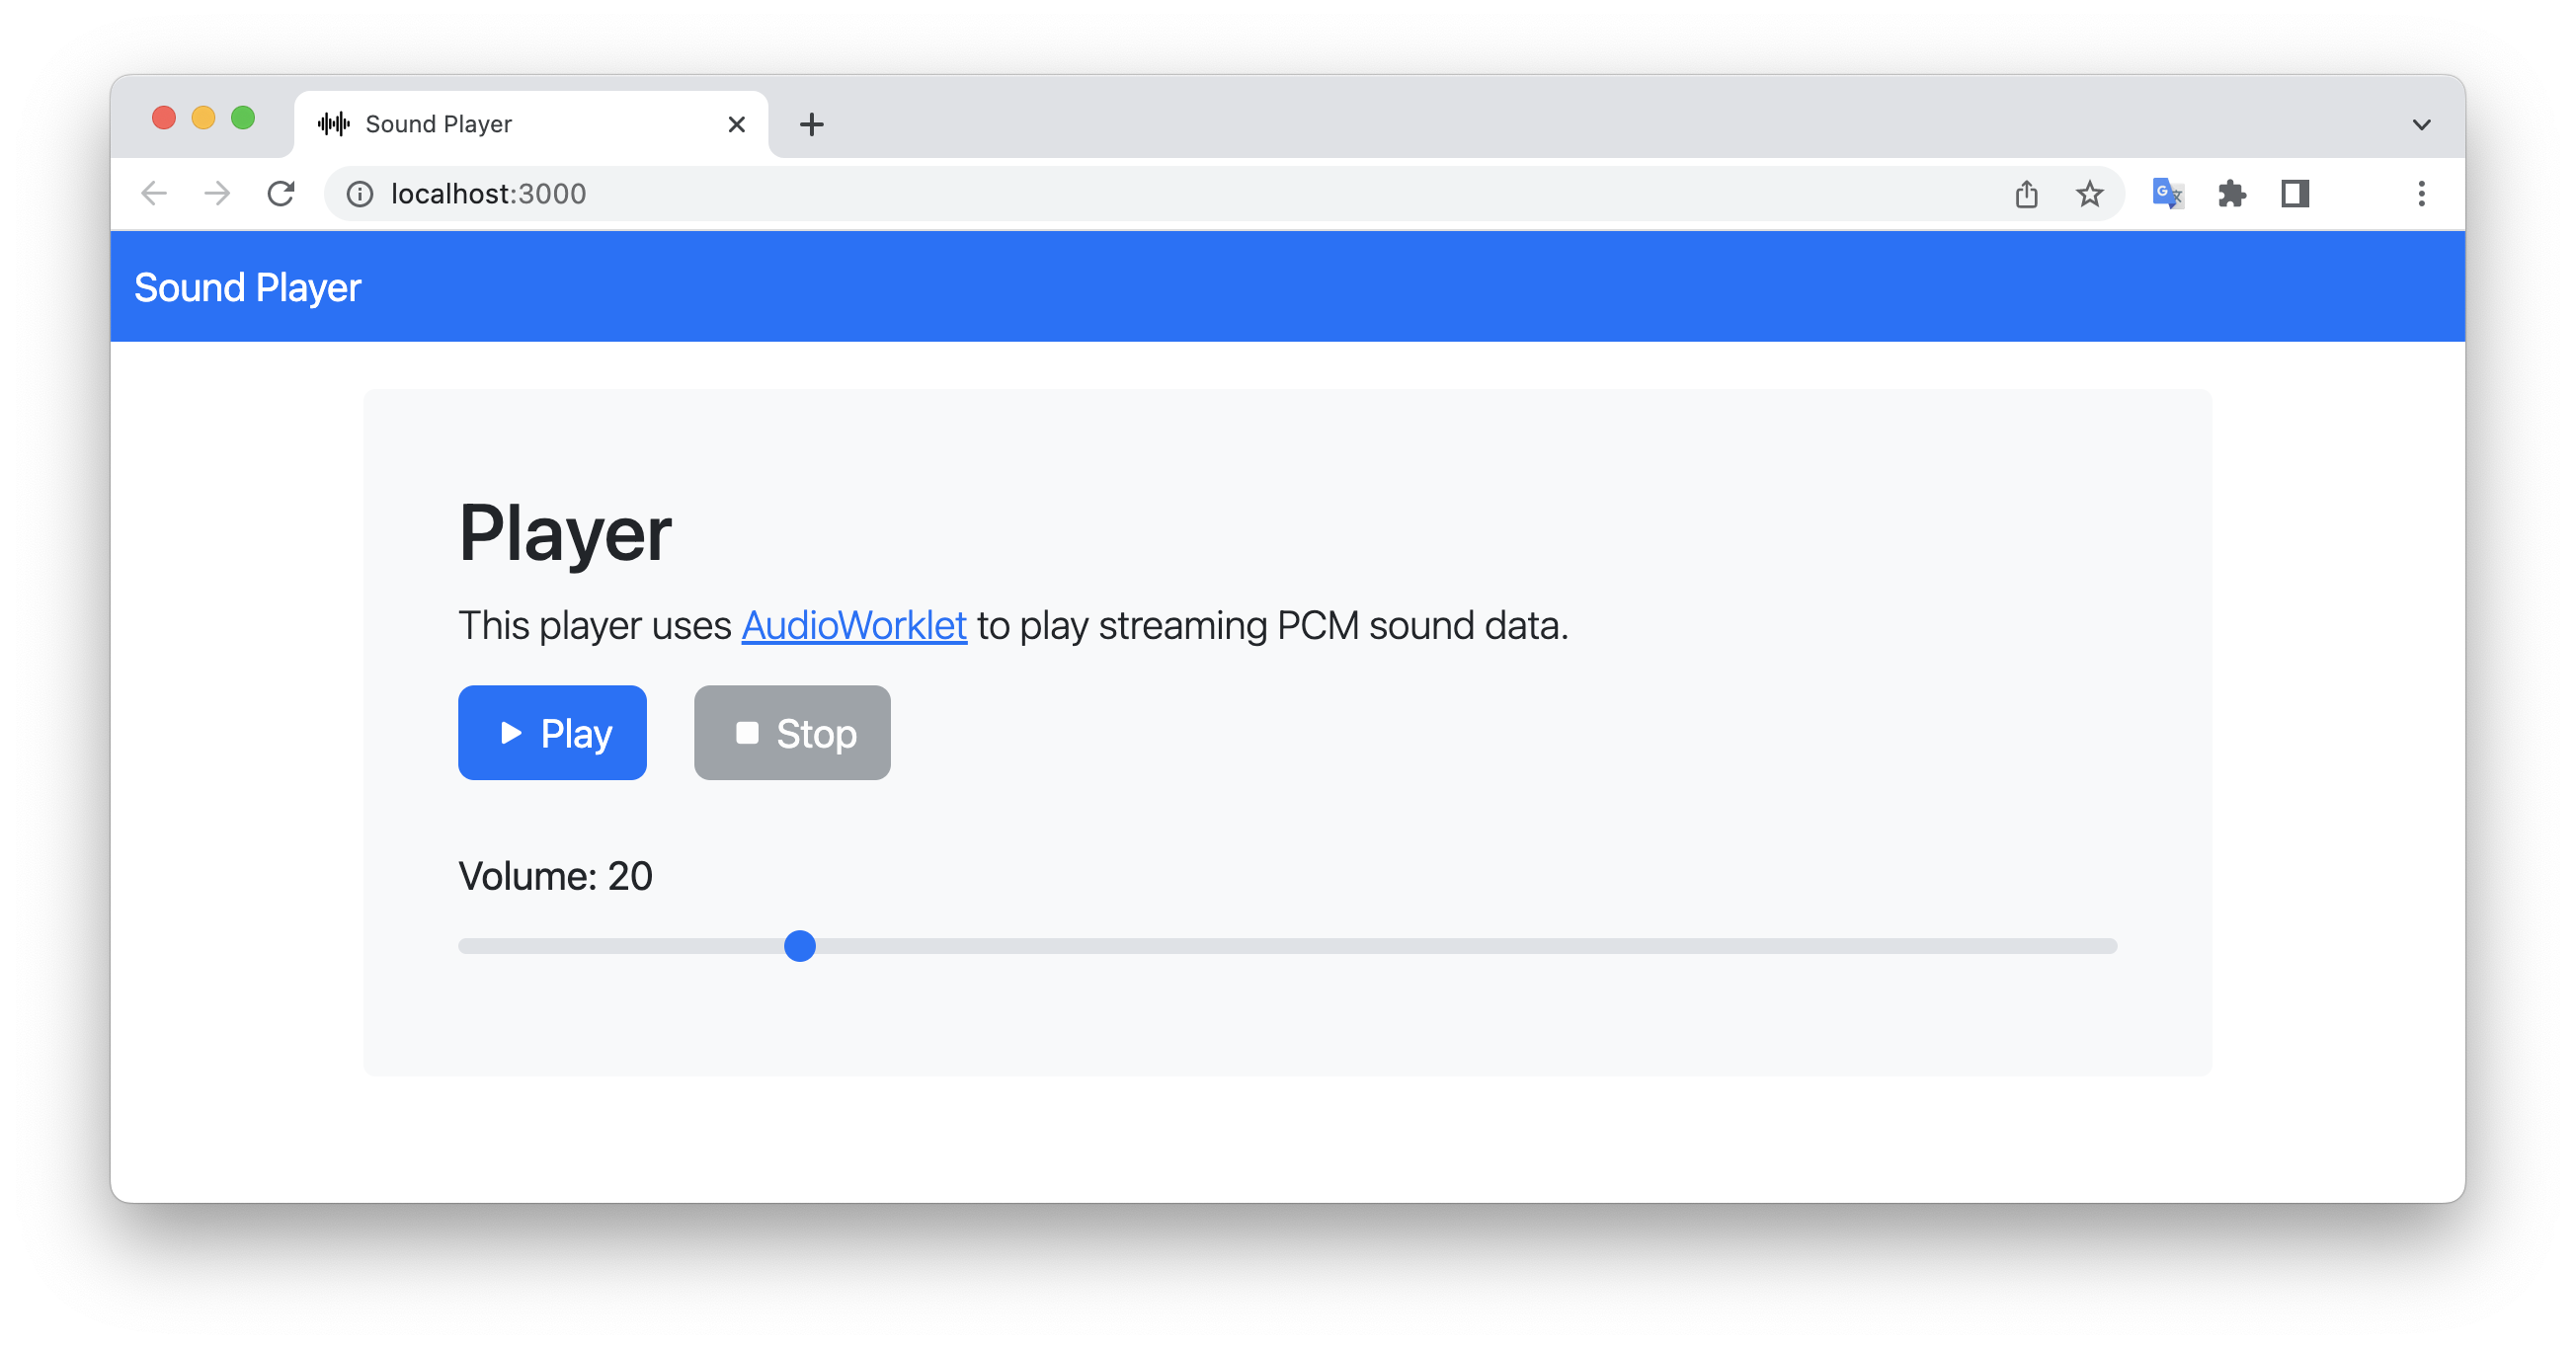 Sound Player
localhost:3000
Sound Player
Player
This player uses AudioWorklet to play streaming PCM sound data.
Play Stop
Volume: 20